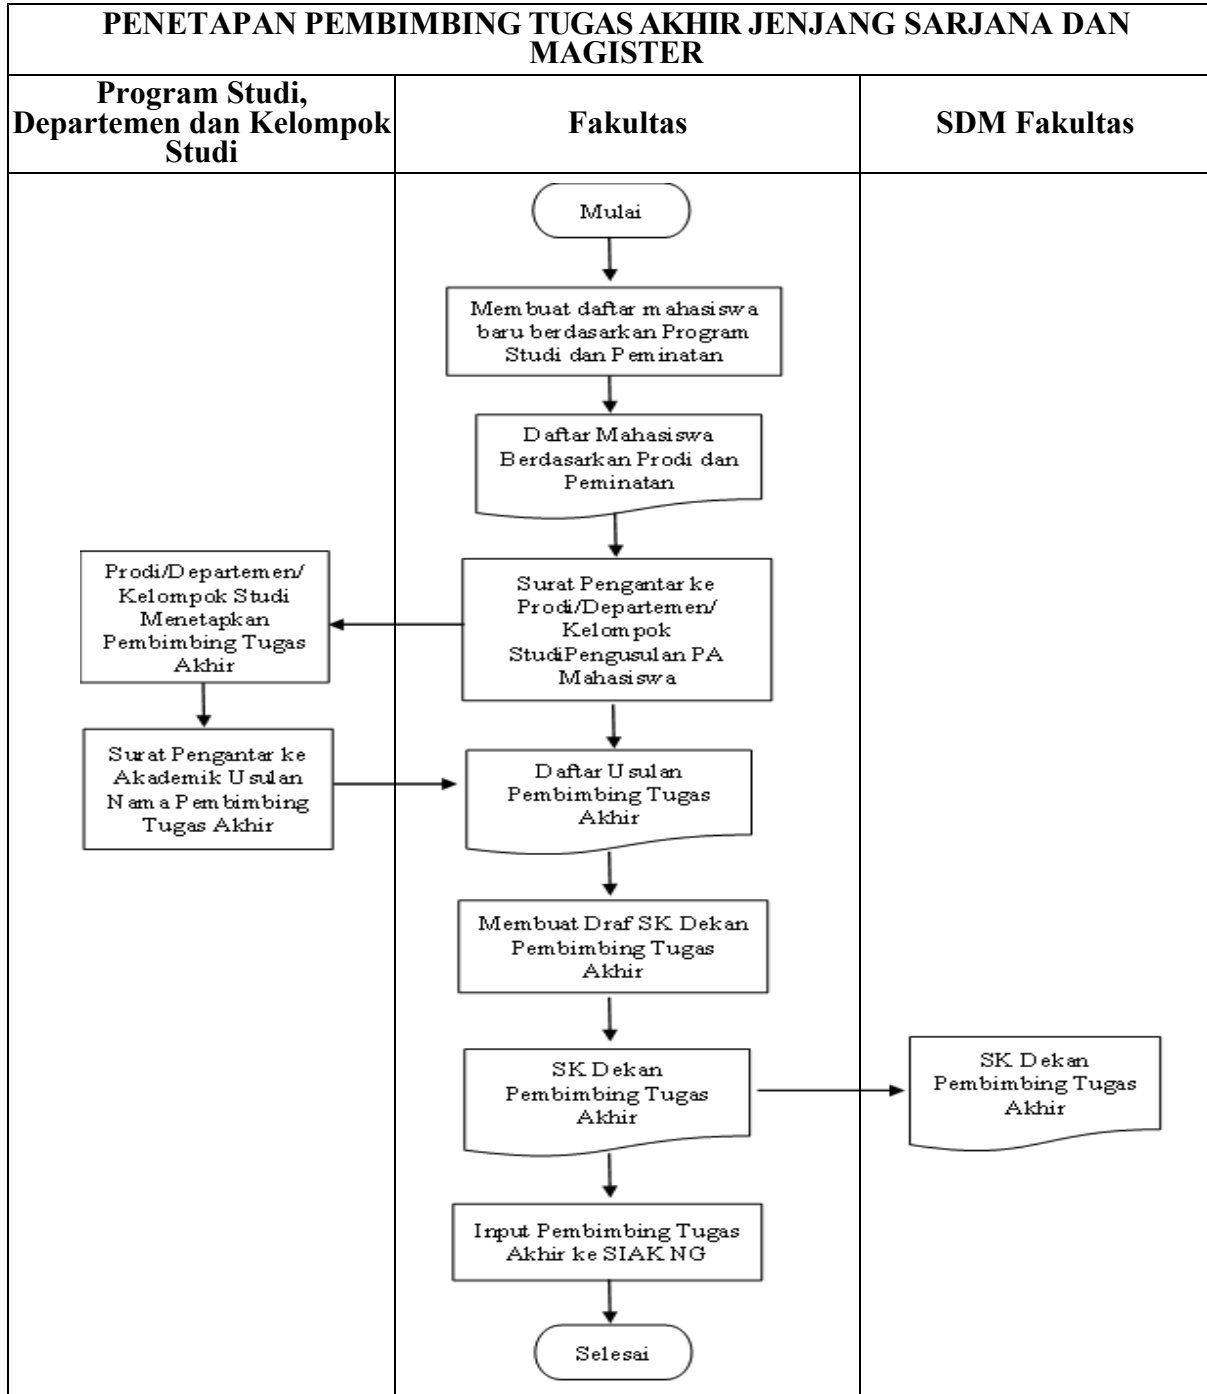 PENETAPAN PEMBIMBING TUGAS AKHIR JENJANG SARJANA DAN
MAGISTER
Program Studi,
Departemen dan Kelompok
Studi
Fakultas
SDM Fakultas
Mulai
Membuat daftar mahasiswa
baru berdasarkan Program
Studi dan Peminatan
Daftar Mahasiswa
Berdasarkan Prodi dan
Peminatan
Surat Pengantar ke
Prodi/Departemen/
Kelompok
StudiPengusulan PA
Mahasiswa
Prodi/Departemen/
Kelompok Studi
Menetapkan
Pembimbing Tugas
Akhir
Surat Pengantar ke
Akademik Usulan
Nama Pembimbing
Tugas Akhir
Daftar Usulan
Pembimbing Tugas
Akhir
Membuat Draf SK Dekan
Pembimbing Tugas
Akhir
SK Dekan
Pembimbing Tugas
Akhir
SK Dekan
Pembimbing Tugas
Akhir
Input Pembimbing Tugas
Akhir ke SIAK NG
Selesai